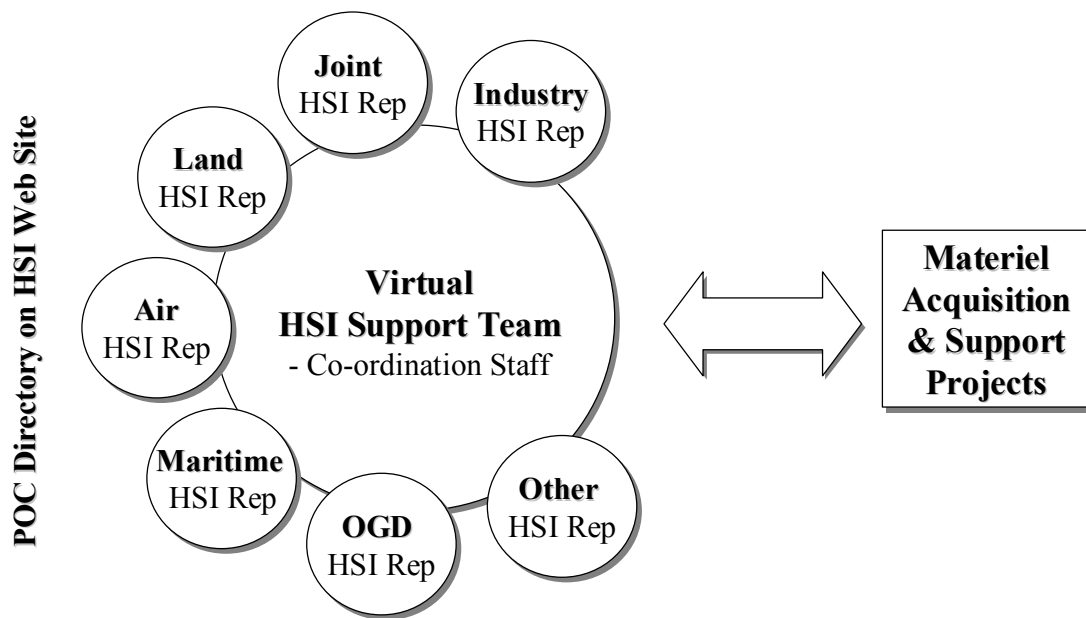 POC Directory on HSI Web Site
Joint
HSI Rep
Industry
HSI Rep
Land
HSI Rep
Air
HSI Rep
Maritime
HSI Rep
OGD
HSI Rep
Other
HSI Rep
Virtual
HSI Support Team
- Co-ordination Staff
Materiel
Acquisition
& Support
Projects